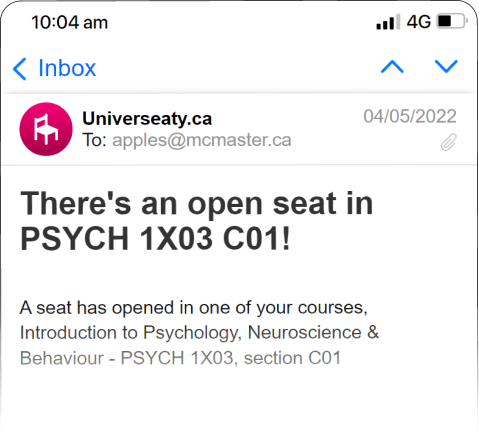 10:04 am 4G
Inbox
Universeaty.ca 04/05/2022
To: apples@mcmaster.ca
There's an open seat in
PSYCH 1X03 C01!
A seat has opened in one of your courses,
Introduction to Psychology, Neuroscience &
Behaviour - PSYCH 1X03, section C01